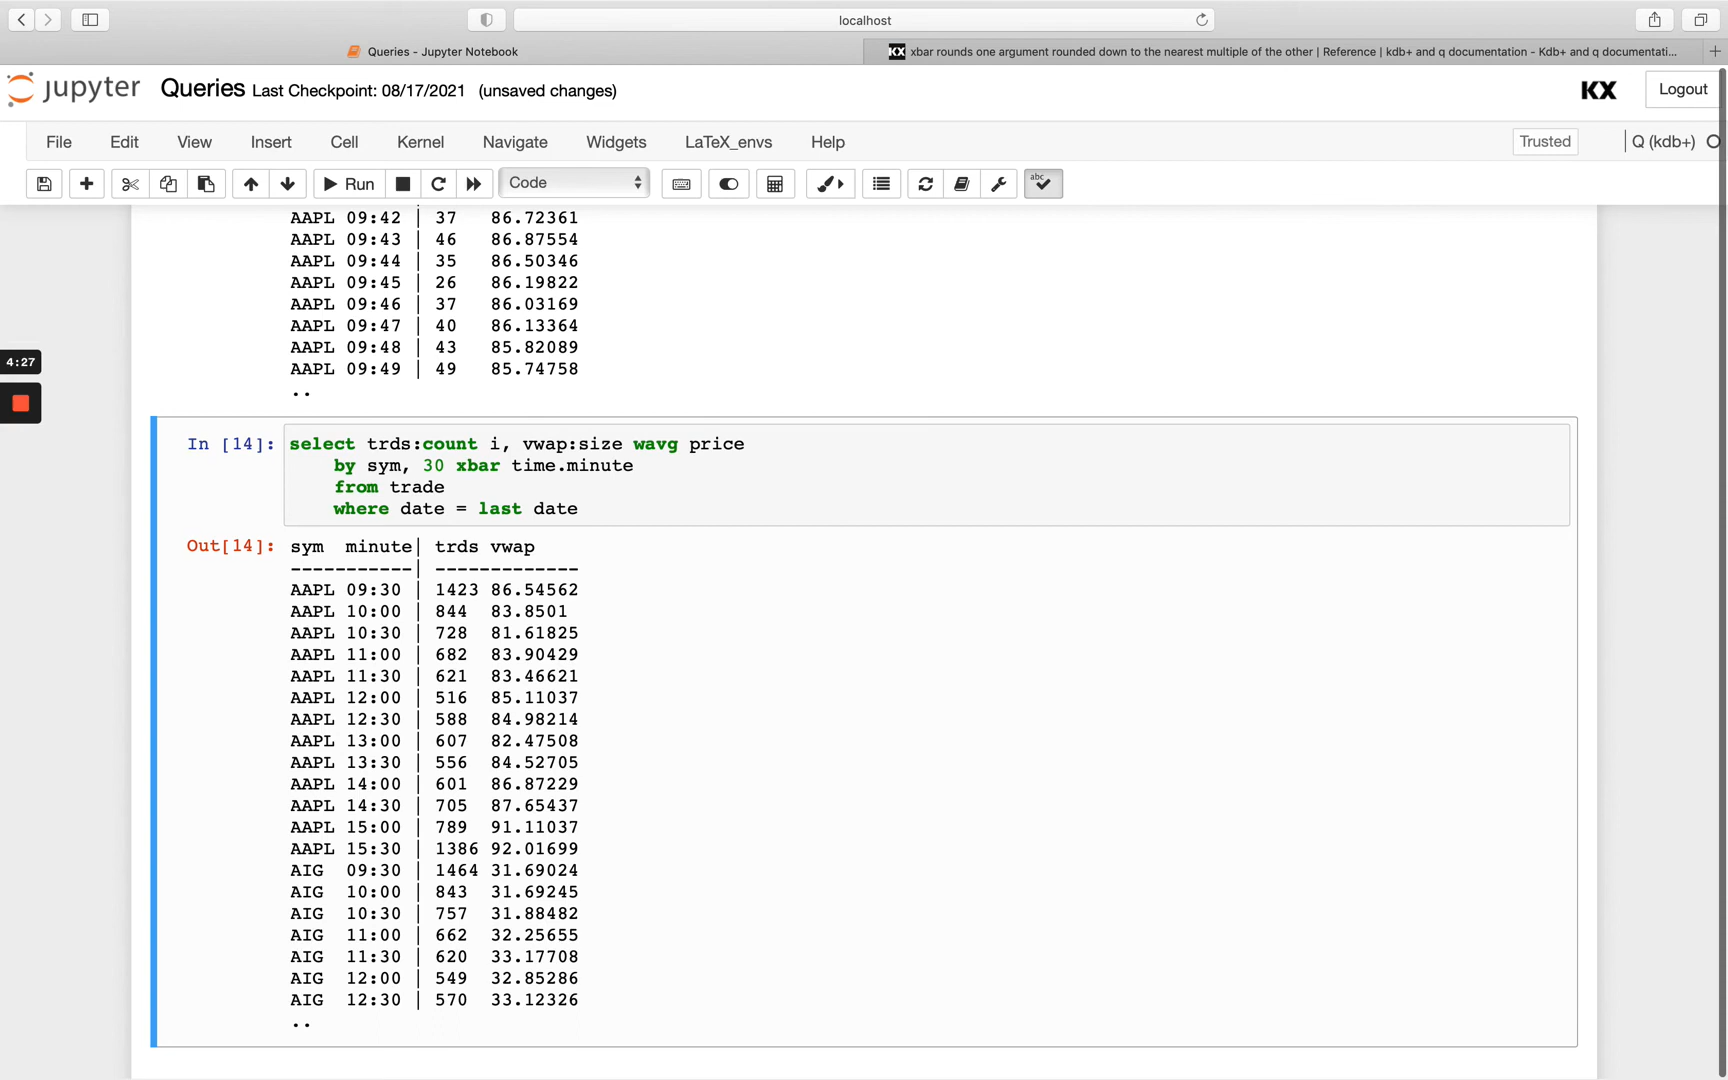 localhost
Queries - Jupyter Notebook
KX xbar rounds one argument rounded down to the nearest multiple of the other | Reference | kdb+ and q documentation - Kdb+ and q documentati...
jupyter Queries Last Checkpoint: 08/17/2021 (unsaved changes)
KX
Logout
File Edit View Insert Cell Kernel Navigate Widgets LaTeX_envs Help
Trusted
Q (kdb+)
Run
Code
abc
AAPL 09:42 | 37 86.72361
AAPL 09:43 | 46 86.87554
AAPL 09:44 | 35 86.50346
AAPL 09:45 | 26 86.19822
AAPL 09:46 | 37 86.03169
AAPL 09:47 | 40 86.13364
AAPL 09:48 | 43 85.82089
AAPL 09:49 | 49 85.74758
..
4:27
In [14]: select trds:count i, vwap:size wavg price
by sym, 30 xbar time.minute
from trade
where date = last date
Out[14]: sym minute| trds vwap
-----------| -------------
AAPL 09:30 | 1423 86.54562
AAPL 10:00 | 844 83.8501
AAPL 10:30 | 728 81.61825
AAPL 11:00 | 682 83.90429
AAPL 11:30 | 621 83.46621
AAPL 12:00 | 516 85.11037
AAPL 12:30 | 588 84.98214
AAPL 13:00 | 607 82.47508
AAPL 13:30 | 556 84.52705
AAPL 14:00 | 601 86.87229
AAPL 14:30 | 705 87.65437
AAPL 15:00 | 789 91.11037
AAPL 15:30 | 1386 92.01699
AIG 09:30 | 1464 31.69024
AIG 10:00 | 843 31.69245
AIG 10:30 | 757 31.88482
AIG 11:00 | 662 32.25655
AIG 11:30 | 620 33.17708
AIG 12:00 | 549 32.85286
AIG 12:30 | 570 33.12326
..